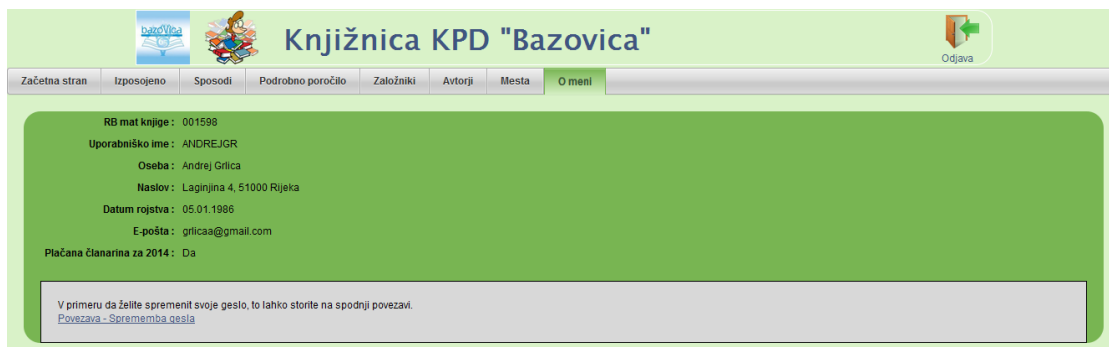 bazoVica
Knjižnica KPD "Bazovica"
Odjava
Začetna stran Izposojeno Sposodi Podrobno poročilo Založniki Avtorji Mesta O meni
RB mat knjige : 001598
Uporabniško ime : ANDREJGR
Oseba : Andrej Grlica
Naslov : Laginjina 4, 51000 Rijeka
Datum rojstva : 05.01.1986
E-pošta : grlicaa@gmail.com
Plačana članarina za 2014 : Da
V primeru da želite spremenit svoje geslo, to lahko storite na spodnji povezavi.
Povezava - Sprememba gesla